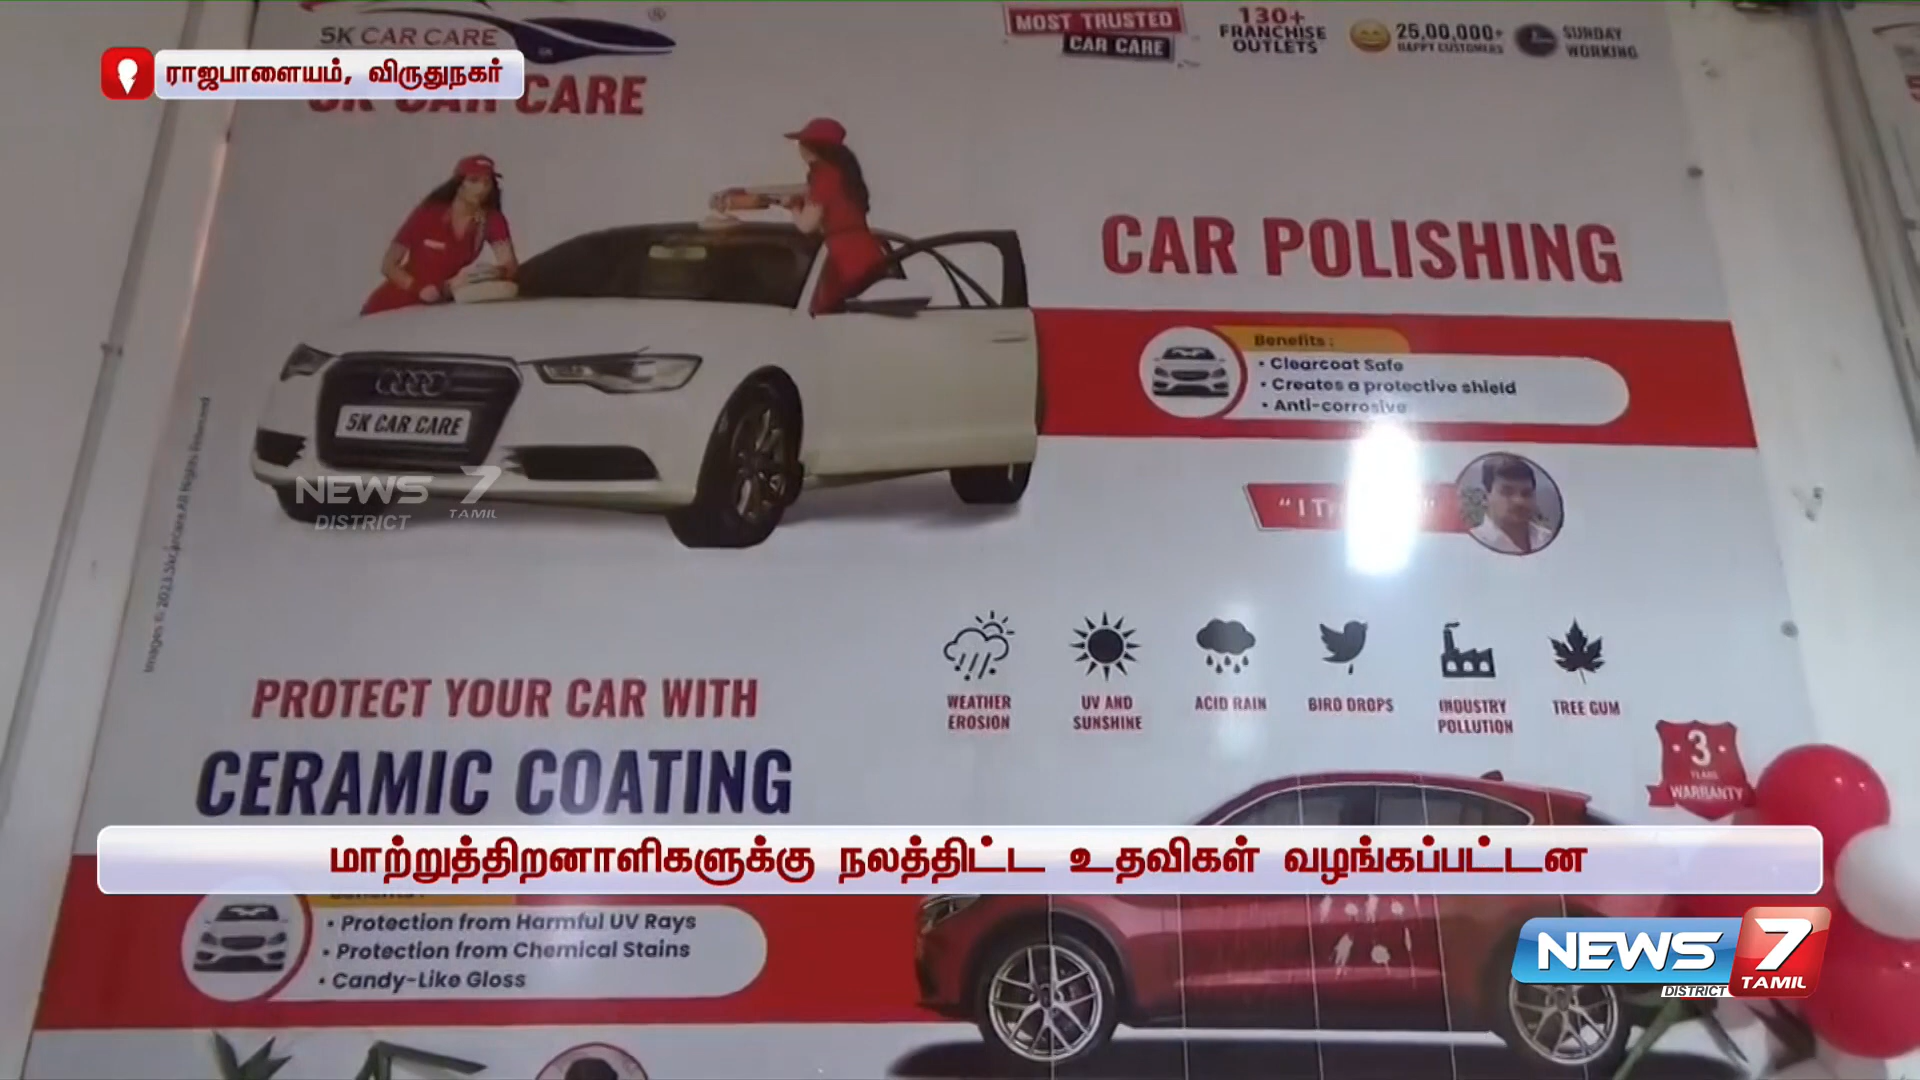 5K CAR CARE
MOST TRUSTED
CAR CARE
130+
FRANCHISE
OUTLETS
25,00,000+
HAPPY CUSTOMERS
SUNDAY
WORKING
ராஜபாளையம், விருதுநகர்
5K CAR CARE
CAR POLISHING
Benefits :
• Clearcoat Safe
• Creates a protective shield
• Anti-corrosive
5K CAR CARE
NEWS 7
DISTRICT TAMIL
" I
WEATHER
EROSION
UV AND
SUNSHINE
ACID RAIN
BIRD DROPS
INDUSTRY
POLLUTION
TREE GUM
PROTECT YOUR CAR WITH
CERAMIC COATING
3
YEARS
WARRANTY
மாற்றுத்திறனாளிகளுக்கு நலத்திட்ட உதவிகள் வழங்கப்பட்டன
Benefits :
• Protection from Harmful UV Rays
• Protection from Chemical Stains
• Candy-Like Gloss
NEWS 7
DISTRICT TAMIL